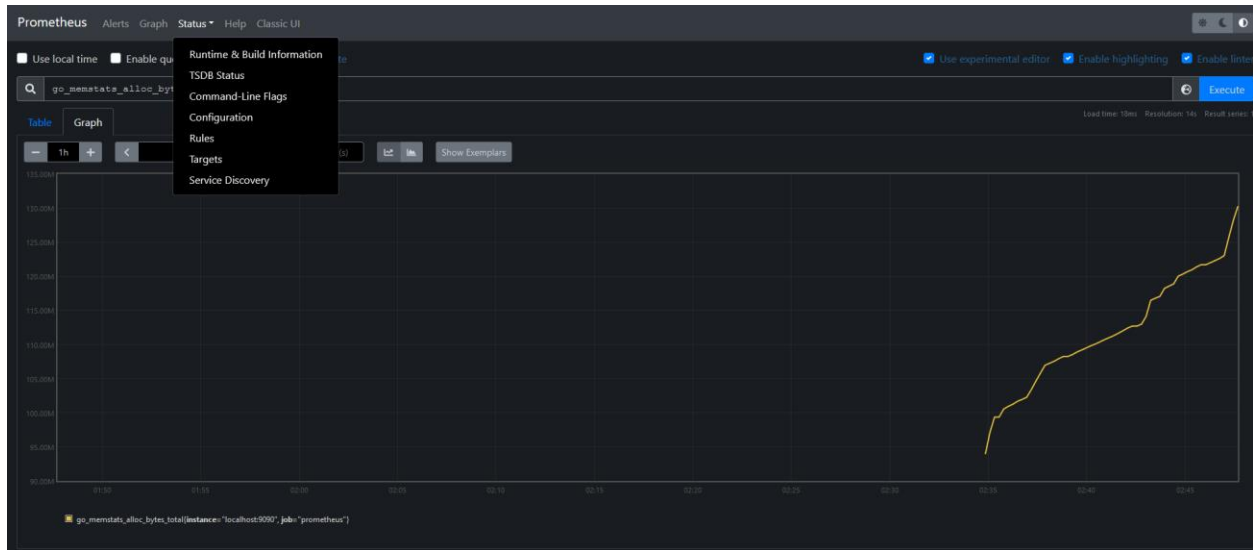 Prometheus Alerts Graph Status Help Classic UI
Use local time Enable qu
Use experimental editor Enable highlighting Enable linter
Runtime & Build Information
TSDB Status
Command-Line Flags
Configuration
Rules
Targets
Service Discovery
go_memstats_alloc_byt
Execute
Table Graph
Load time: 10ms Resolution: 14s Result series:
− 1h + < (s) Show Exemplars
135.00M
130.00M
125.00M
120.00M
115.00M
110.00M
105.00M
100.00M
95.00M
90.00M
01:50 01:55 02:00 02:05 02:10 02:15 02:20 02:25 02:30 02:35 02:40 02:45
go_memstats_alloc_bytes_total{instance="localhost:9090", job="prometheus"}